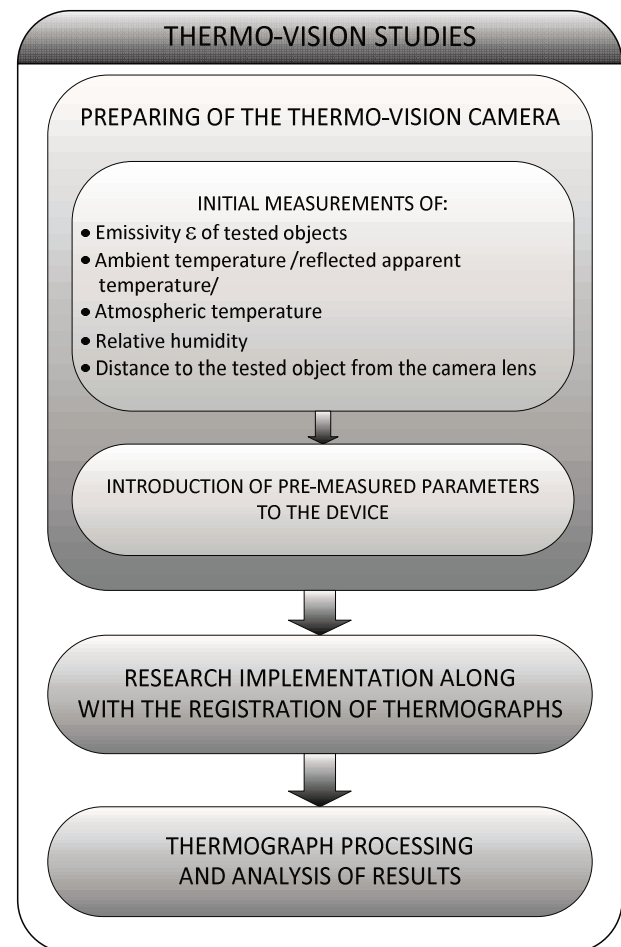 THERMO-VISION STUDIES
PREPARING OF THE THERMO-VISION CAMERA
INITIAL MEASUREMENTS OF:
• Emissivity ε of tested objects
• Ambient temperature /reflected apparent
temperature/
• Atmospheric temperature
• Relative humidity
• Distance to the tested object from the camera lens
INTRODUCTION OF PRE-MEASURED PARAMETERS
TO THE DEVICE
RESEARCH IMPLEMENTATION ALONG
WITH THE REGISTRATION OF THERMOGRAPHS
THERMOGRAPH PROCESSING
AND ANALYSIS OF RESULTS